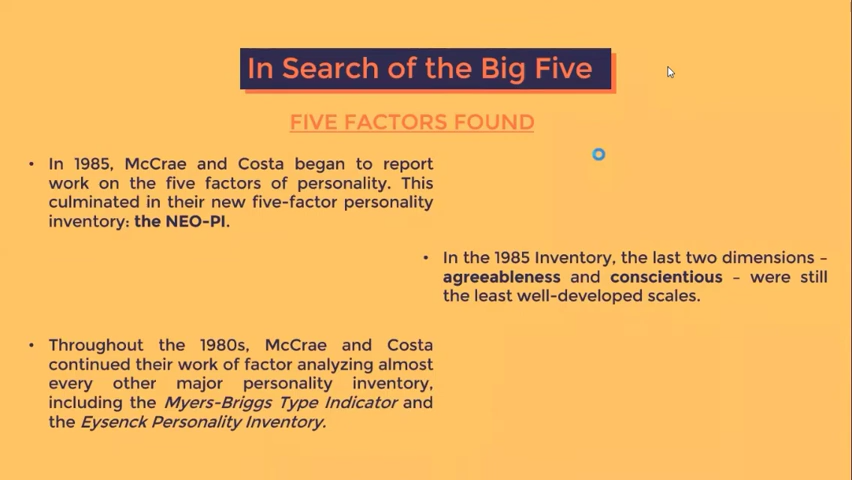 In Search of the Big Five
FIVE FACTORS FOUND
• In 1985, McCrae and Costa began to report
work on the five factors of personality. This
culminated in their new five-factor personality
inventory: the NEO-PI.
• In the 1985 Inventory, the last two dimensions –
agreeableness and conscientious – were still
the least well-developed scales.
• Throughout the 1980s, McCrae and Costa
continued their work of factor analyzing almost
every other major personality inventory,
including the Myers-Briggs Type Indicator and
the Eysenck Personality Inventory.